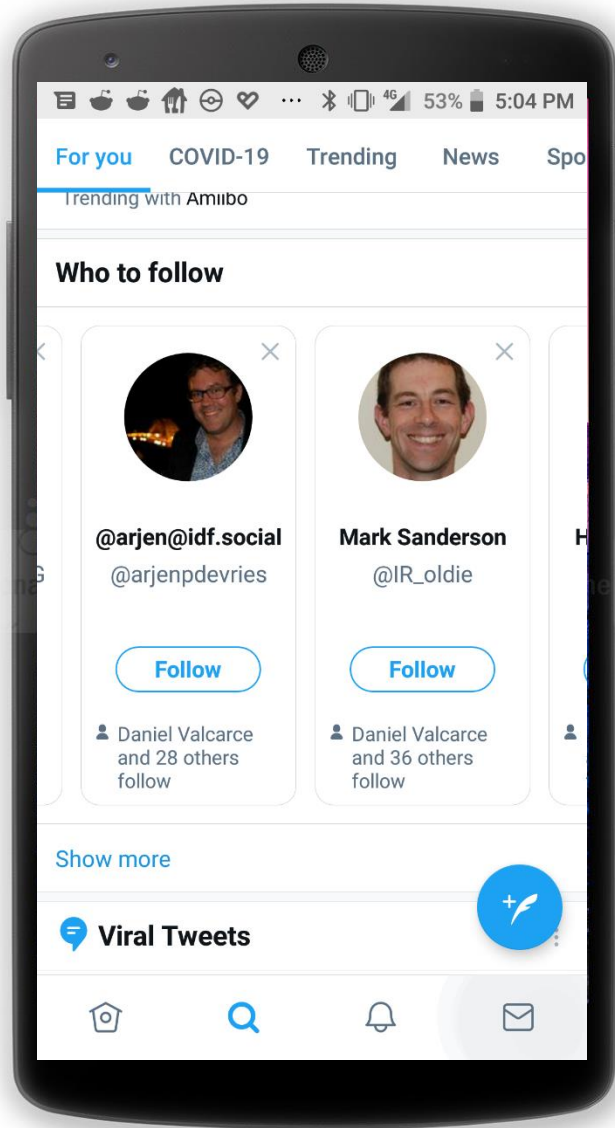 4G 53% 5:04 PM
For you COVID-19 Trending News Spo
Trending with Amiibo
Who to follow
@arjen@idf.social
@arjenpdevries
Follow
Daniel Valcarce
and 28 others
follow
Mark Sanderson
@IR_oldie
Follow
Daniel Valcarce
and 36 others
follow
H
Show more
Viral Tweets